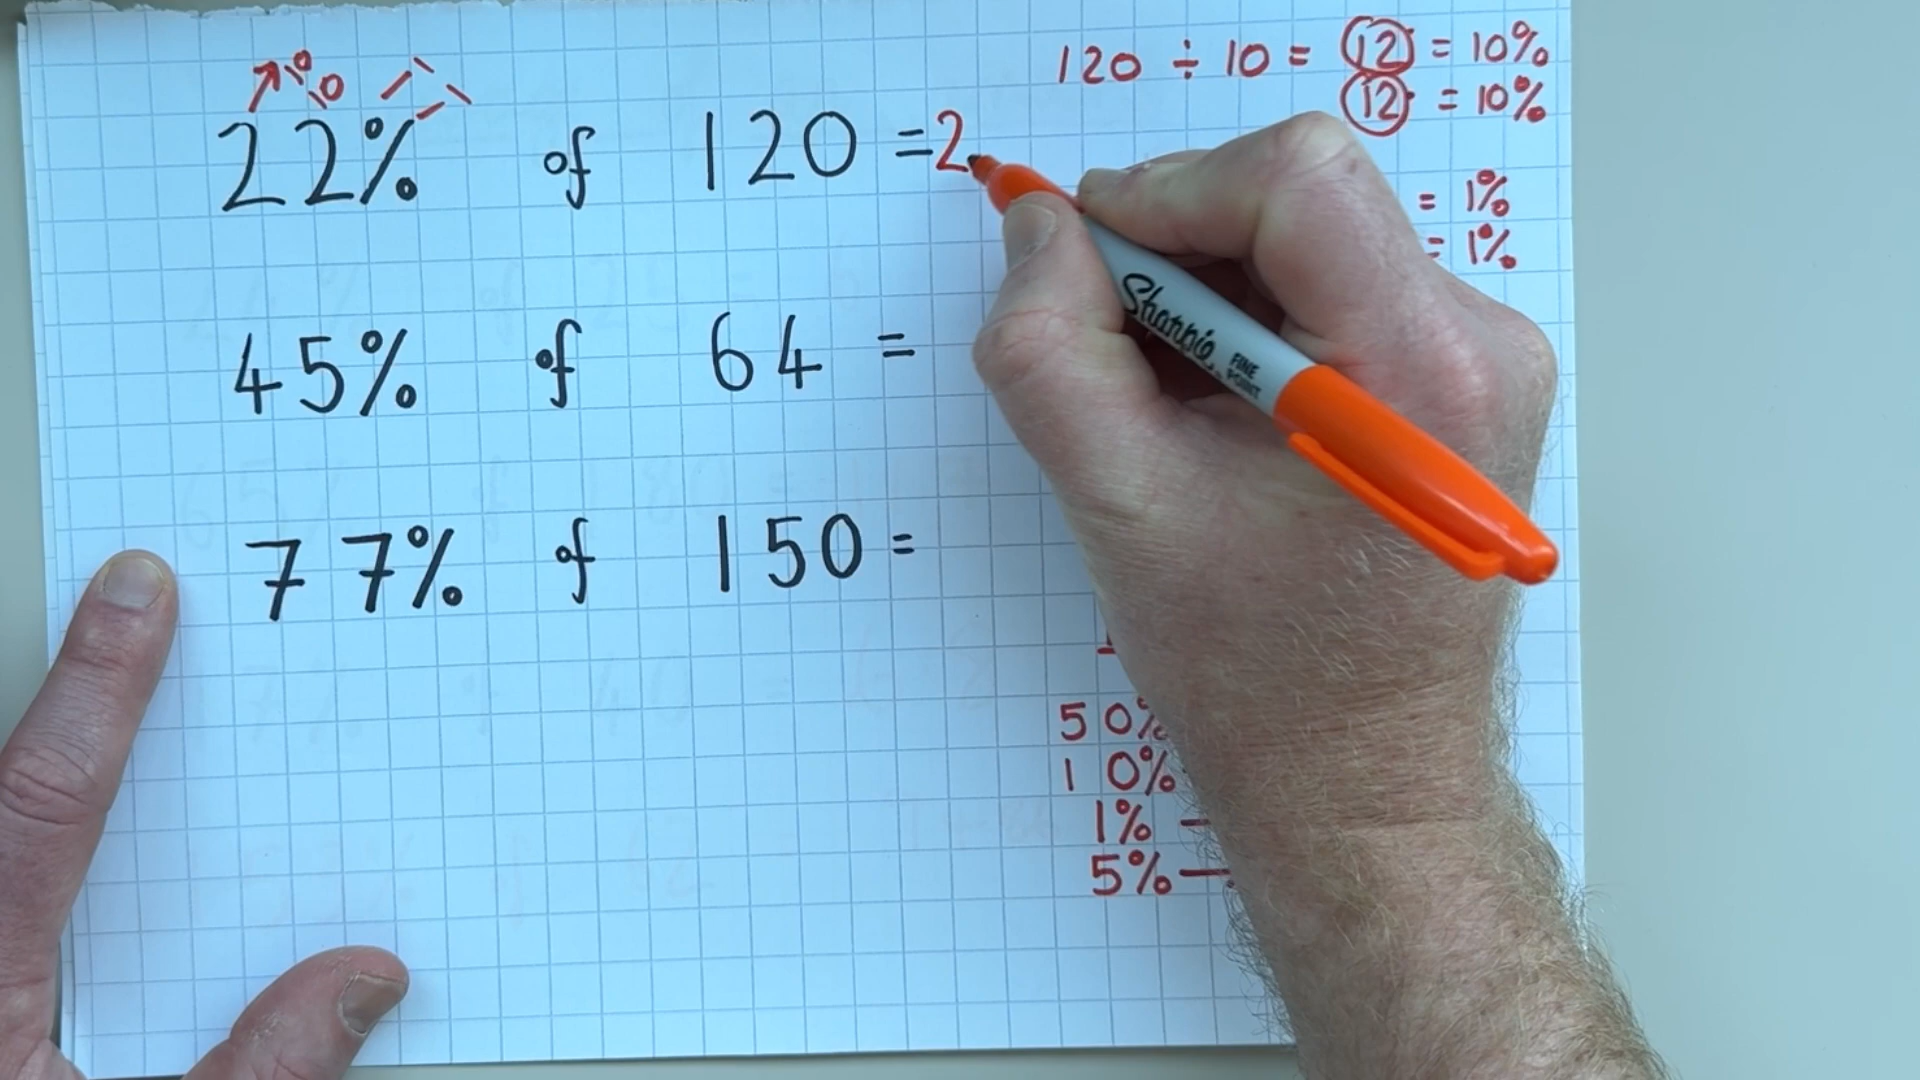 120 ÷ 10 = 12 = 10%
12 = 10%
22% of 120 = 2
= 1%
= 1%
45% of 64 =
77% of 150 =
50%
10%
1% —
5% —
Sharpie
FINE
POINT